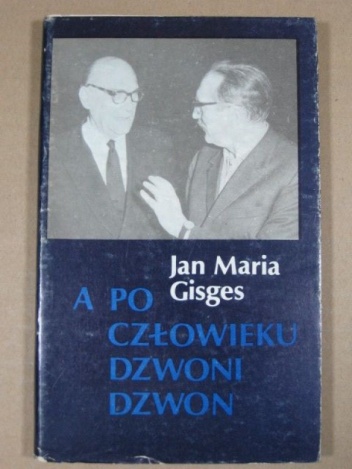 Jan Maria
Gisges
A PO
CZŁOWIEKU
DZWONI
DZWON